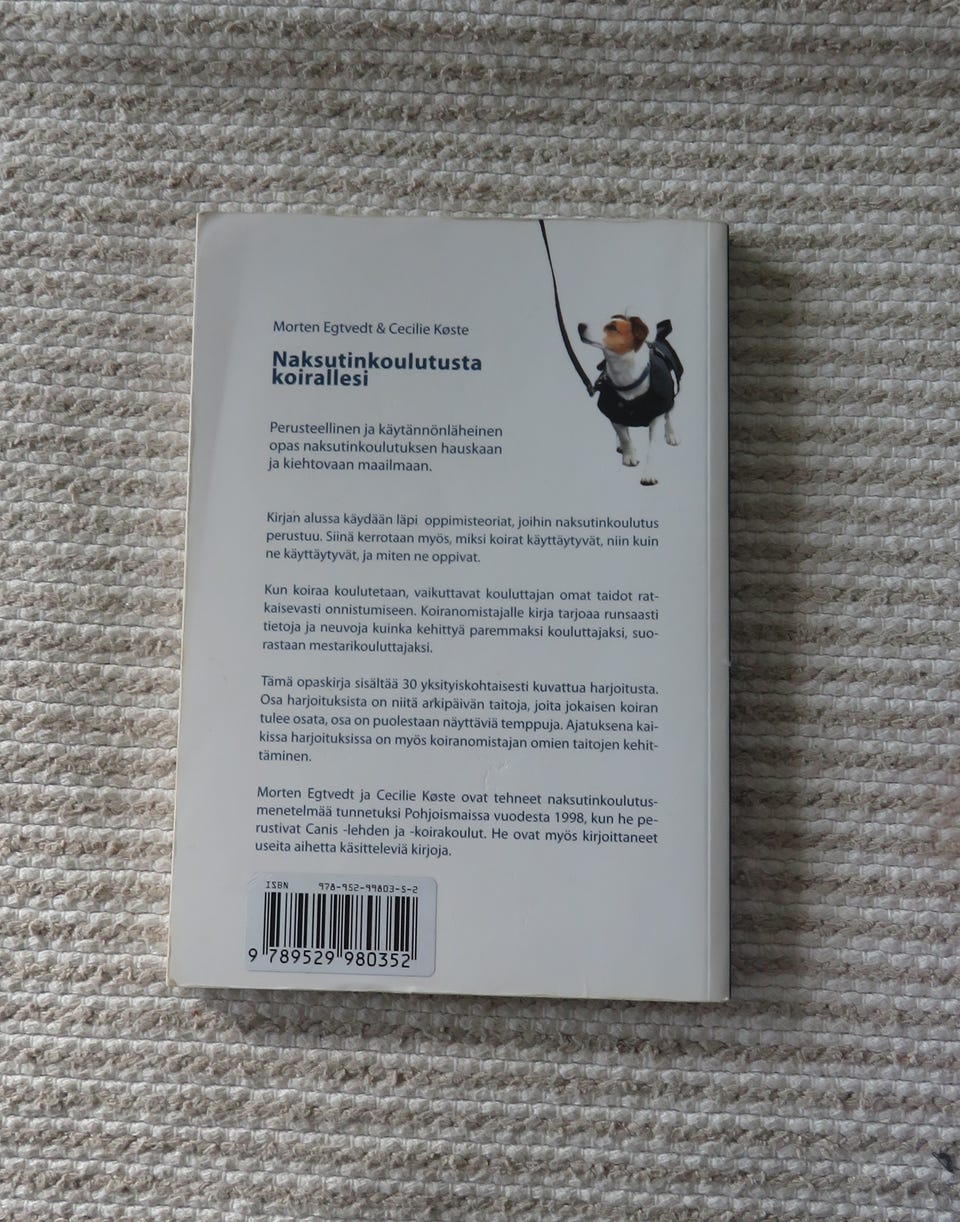 Morten Egtvedt & Cecilie Køste
Naksutinkoulutusta
koirallesi
Perusteellinen ja käytännönläheinen
opas naksutinkoulutuksen hauskaan
ja kiehtovaan maailmaan.
Kirjan alussa käydään läpi oppimisteoriat, joihin naksutinkoulutus
perustuu. Siinä kerrotaan myös, miksi koirat käyttäytyvät, niin kuin
ne käyttäytyvät, ja miten ne oppivat.
Kun koiraa koulutetaan, vaikuttavat kouluttajan omat taidot rat-
kaisevasti onnistumiseen. Koiranomistajalle kirja tarjoaa runsaasti
tietoja ja neuvoja kuinka kehittyä paremmaksi kouluttajaksi, suo-
rastaan mestarikouluttajaksi.
Tämä opaskirja sisältää 30 yksityiskohtaisesti kuvattua harjoitusta.
Osa harjoituksista on niitä arkipäivän taitoja, joita jokaisen koiran
tulee osata, osa on puolestaan näyttäviä temppuja. Ajatuksena kai-
kissa harjoituksissa on myös koiranomistajan omien taitojen kehit-
täminen.
Morten Egtvedt ja Cecilie Køste ovat tehneet naksutinkoulutus-
menetelmää tunnetuksi Pohjoismaissa vuodesta 1998, kun he pe-
rustivat Canis -lehden ja -koirakoulut. He ovat myös kirjoittaneet
useita aihetta käsitteleviä kirjoja.
ISBN 978-952-99803-5-2
9 789529 980352